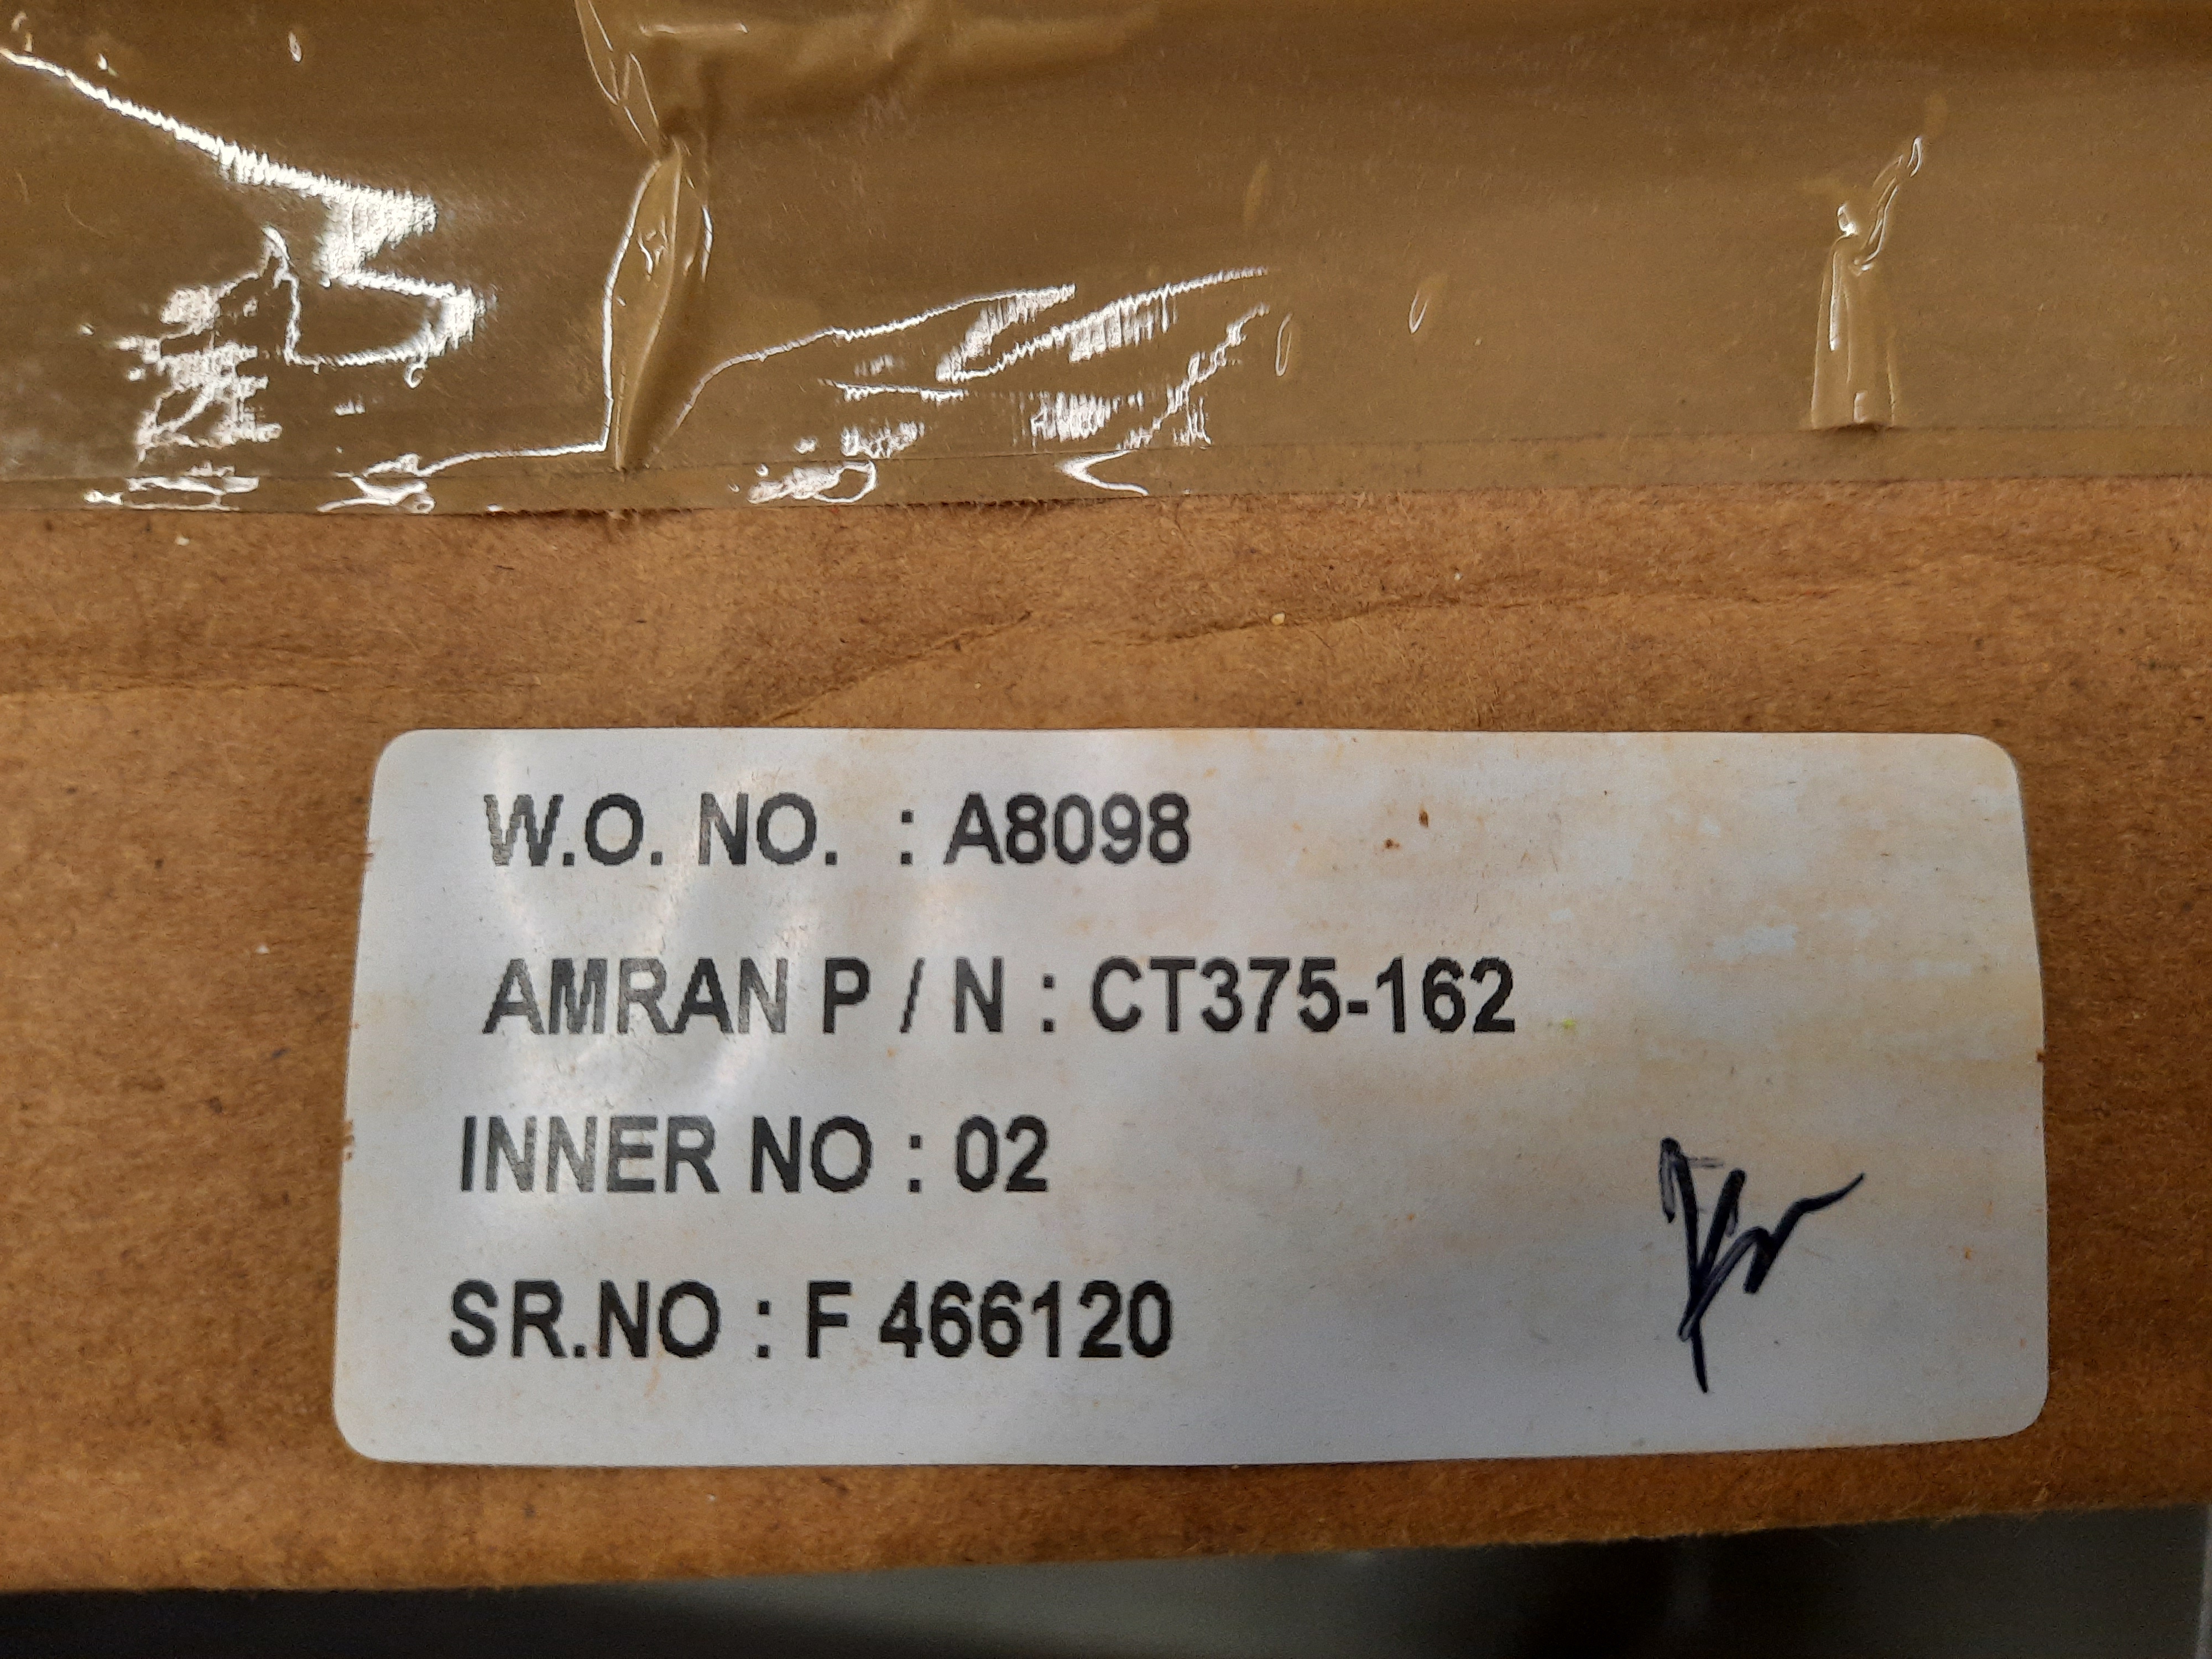 W.O. NO. : A8098
AMRAN P / N : CT375-162
INNER NO : 02
SR.NO : F 466120